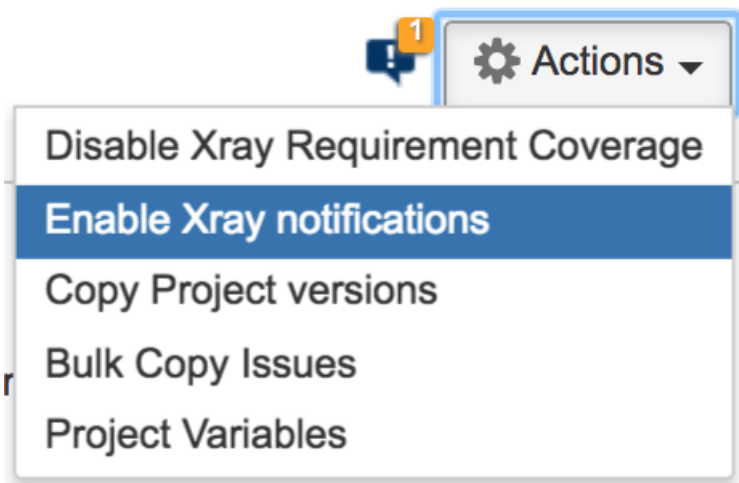 1
Actions
Disable Xray Requirement Coverage
Enable Xray notifications
Copy Project versions
Bulk Copy Issues
r
Project Variables